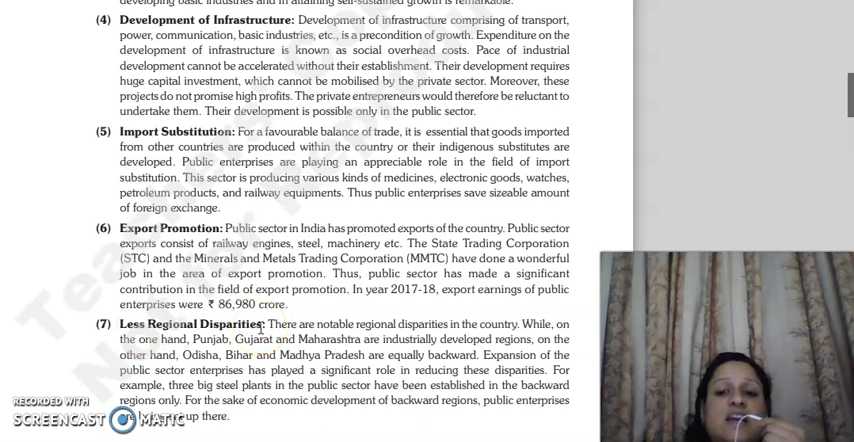 developing basic industries and in attaining self-sustained growth is remarkable.
(4) Development of Infrastructure: Development of infrastructure comprising of transport,
power, communication, basic industries, etc., is a precondition of growth. Expenditure on the
development of infrastructure is known as social overhead costs. Pace of industrial
development cannot be accelerated without their establishment. Their development requires
huge capital investment, which cannot be mobilised by the private sector. Moreover, these
projects do not promise high profits. The private entrepreneurs would therefore be reluctant to
undertake them. Their development is possible only in the public sector.
(5) Import Substitution: For a favourable balance of trade, it is essential that goods imported
from other countries are produced within the country or their indigenous substitutes are
developed. Public enterprises are playing an appreciable role in the field of import
substitution. This sector is producing various kinds of medicines, electronic goods, watches,
petroleum products, and railway equipments. Thus public enterprises save sizeable amount
of foreign exchange.
(6) Export Promotion: Public sector in India has promoted exports of the country. Public sector
exports consist of railway engines, steel, machinery etc. The State Trading Corporation
(STC) and the Minerals and Metals Trading Corporation (MMTC) have done a wonderful
job in the area of export promotion. Thus, public sector has made a significant
contribution in the field of export promotion. In year 2017-18, export earnings of public
enterprises were ₹ 86,980 crore.
(7) Less Regional Disparities: There are notable regional disparities in the country. While, on
the one hand, Punjab, Gujarat and Maharashtra are industrially developed regions, on the
other hand, Odisha, Bihar and Madhya Pradesh are equally backward. Expansion of the
public sector enterprises has played a significant role in reducing these disparities. For
example, three big steel plants in the public sector have been established in the backward
regions only. For the sake of economic development of backward regions, public enterprises
up there.
RECORDED WITH
SCREENCAST MATIC